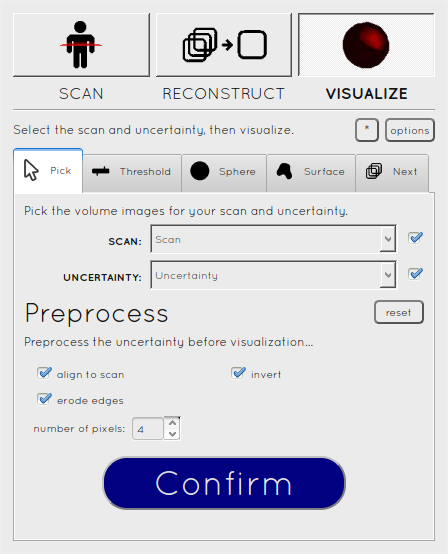 SCAN RECONSTRUCT VISUALIZE
Select the scan and uncertainty, then visualize. * options
Pick Threshold Sphere Surface Next
Pick the volume images for your scan and uncertainty.
SCAN: Scan
UNCERTAINTY: Uncertainty
Preprocess reset
Preprocess the uncertainty before visualization...
align to scan invert
erode edges
number of pixels: 4
Confirm